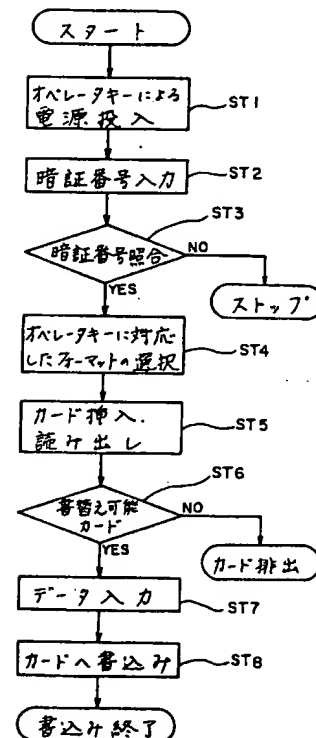 スタート
オペレータキーによる
電源投入
ST1
暗証番号入力
ST2
暗証番号照合
ST3
NO
YES
ストップ
オペレータキーに対応
したフォーマットの選択
ST4
カード挿入.
読み出し
ST5
書替え可能
カード
ST6
NO
YES
カード排出
データ入力
ST7
カードへ書込み
ST8
書込み終了